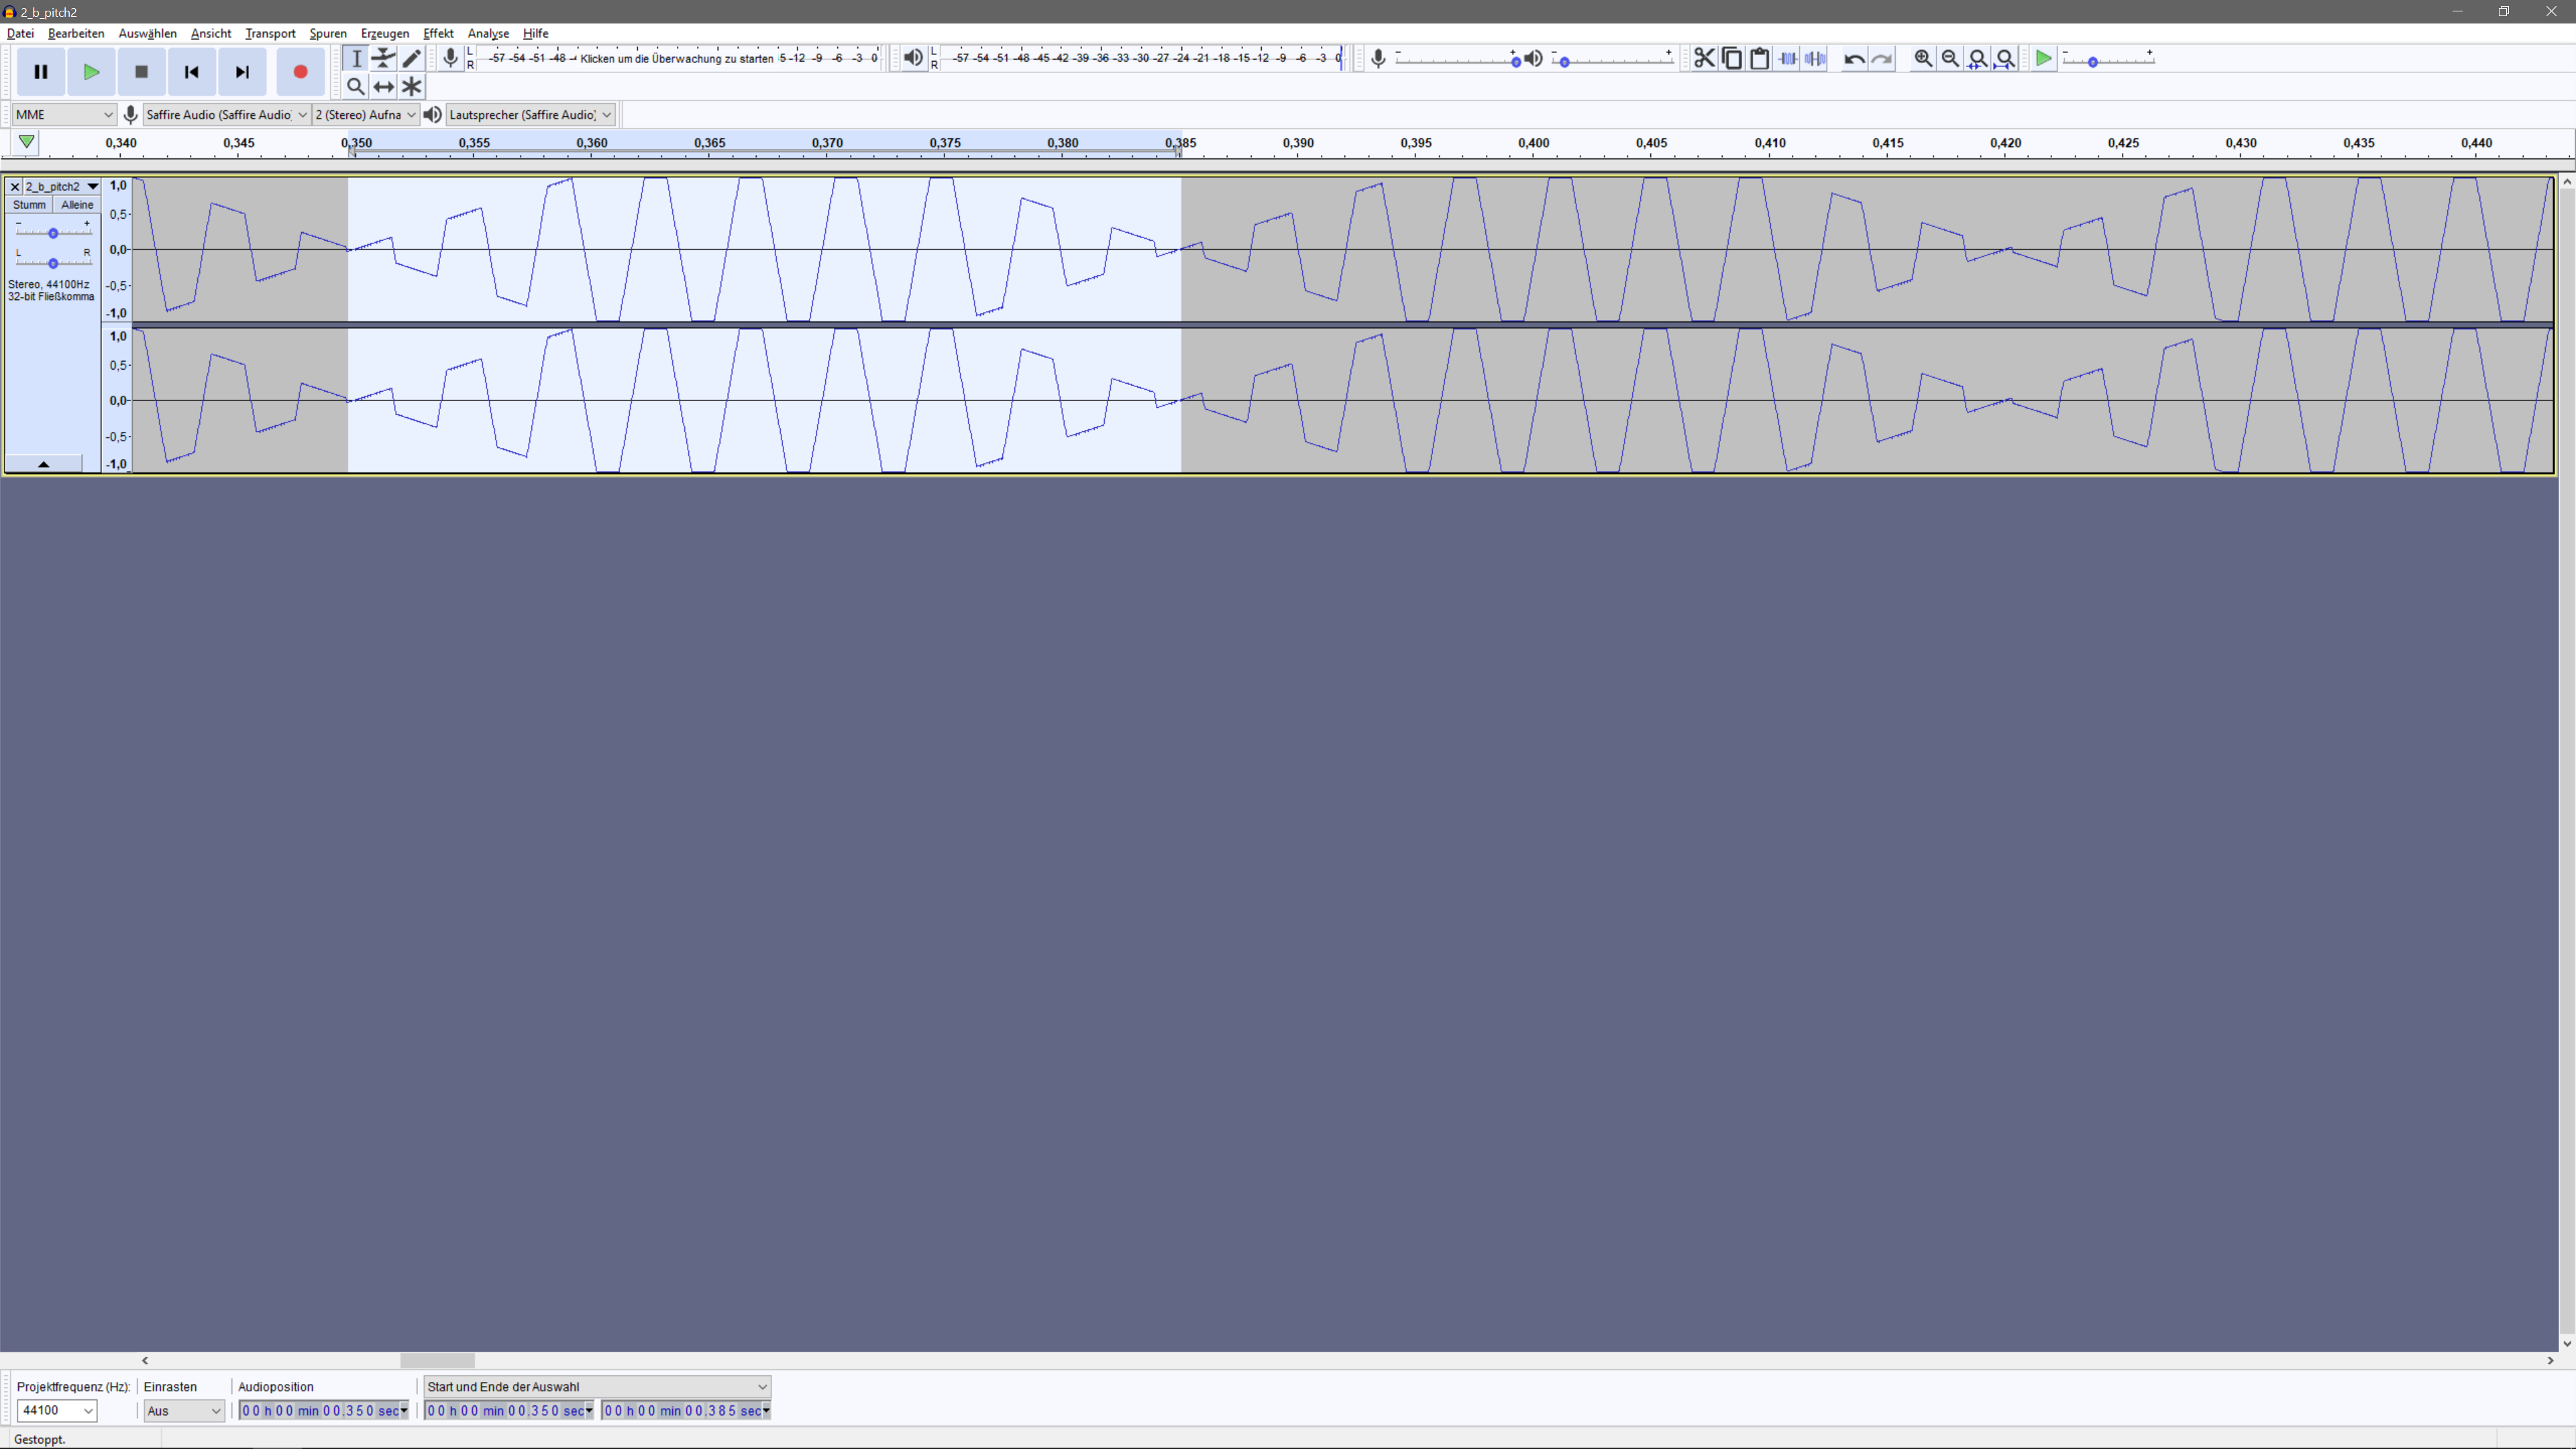 2_b_pitch2
Datei Bearbeiten Auswählen Ansicht Transport Spuren Erzeugen Effekt Analyse Hilfe
L
R
-57 -54 -51 -48 Klicken um die Überwachung zu starten 5 -12 -9 -6 -3 0
L
R
-57 -54 -51 -48 -45 -42 -39 -36 -33 -30 -27 -24 -21 -18 -15 -12 -9 -6 -3 0
- +
- +
- +
MME
Saffire Audio (Saffire Audio)
2 (Stereo) Aufna
Lautsprecher (Saffire Audio)
0,340 0,345 0,350 0,355 0,360 0,365 0,370 0,375 0,380 0,385 0,390 0,395 0,400 0,405 0,410 0,415 0,420 0,425 0,430 0,435 0,440
2_b_pitch2
Stumm Alleine
- +
L R
Stereo, 44100Hz
32-bit Fließkomma
1,0
0,5-
0,0-
-0,5-
-1,0
1,0
0,5-
0,0-
-0,5-
-1,0
Projektfrequenz (Hz): Einrasten Audioposition Start und Ende der Auswahl
44100 Aus 00 h 00 min 00.350 sec 00 h 00 min 00.350 sec 00 h 00 min 00.385 sec
Gestoppt.